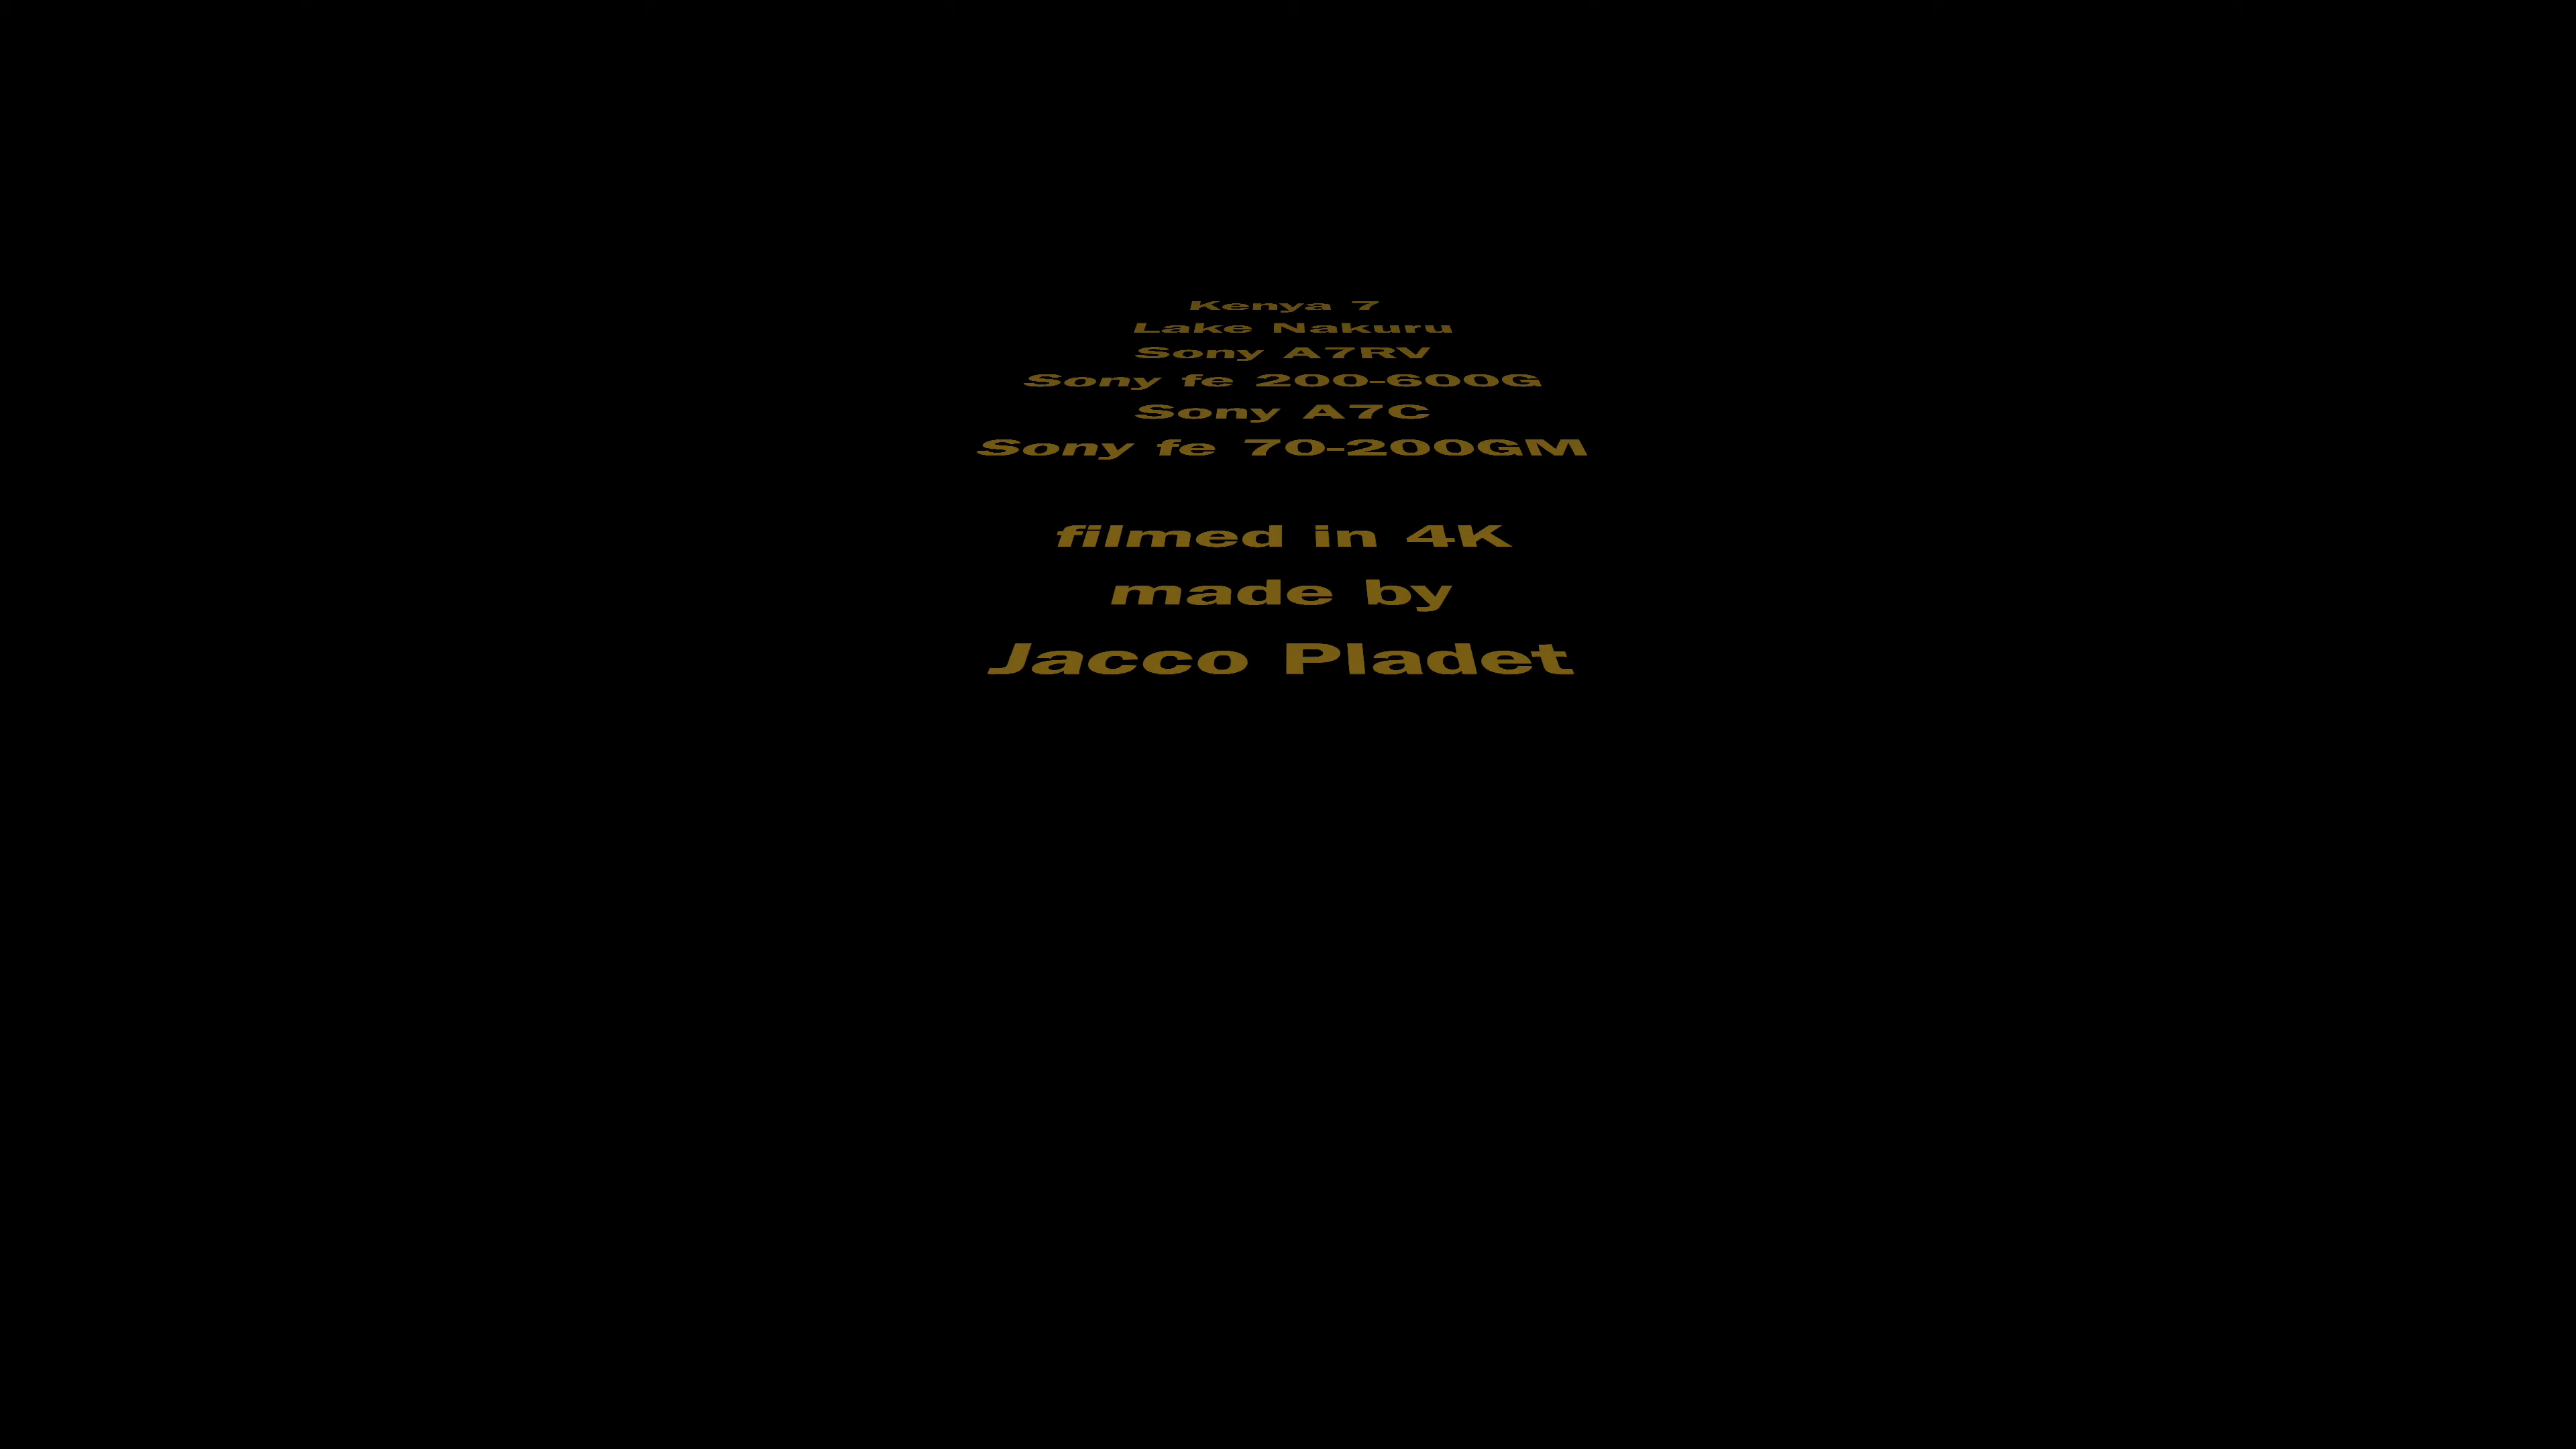 Kenya 7
Lake Nakuru
Sony A7RV
Sony fe 200-600G
Sony A7C
Sony fe 70-200GM
filmed in 4K
made by
Jacco Pladet